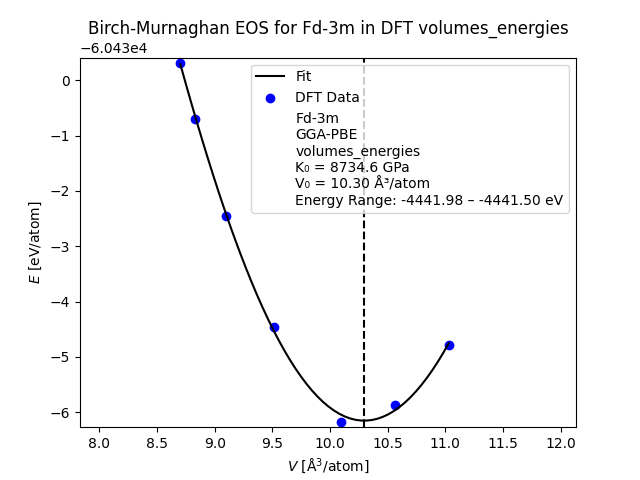 Birch-Murnaghan EOS for Fd-3m in DFT volumes_energies
−6.043e4
Fit
DFT Data
Fd-3m
GGA-PBE
volumes_energies
K₀ = 8734.6 GPa
V₀ = 10.30 Å³/atom
Energy Range: -4441.98 – -4441.50 eV
0
−1
−2
−3
−4
−5
−6
E [eV/atom]
8.0 8.5 9.0 9.5 10.0 10.5 11.0 11.5 12.0
V [Å³/atom]